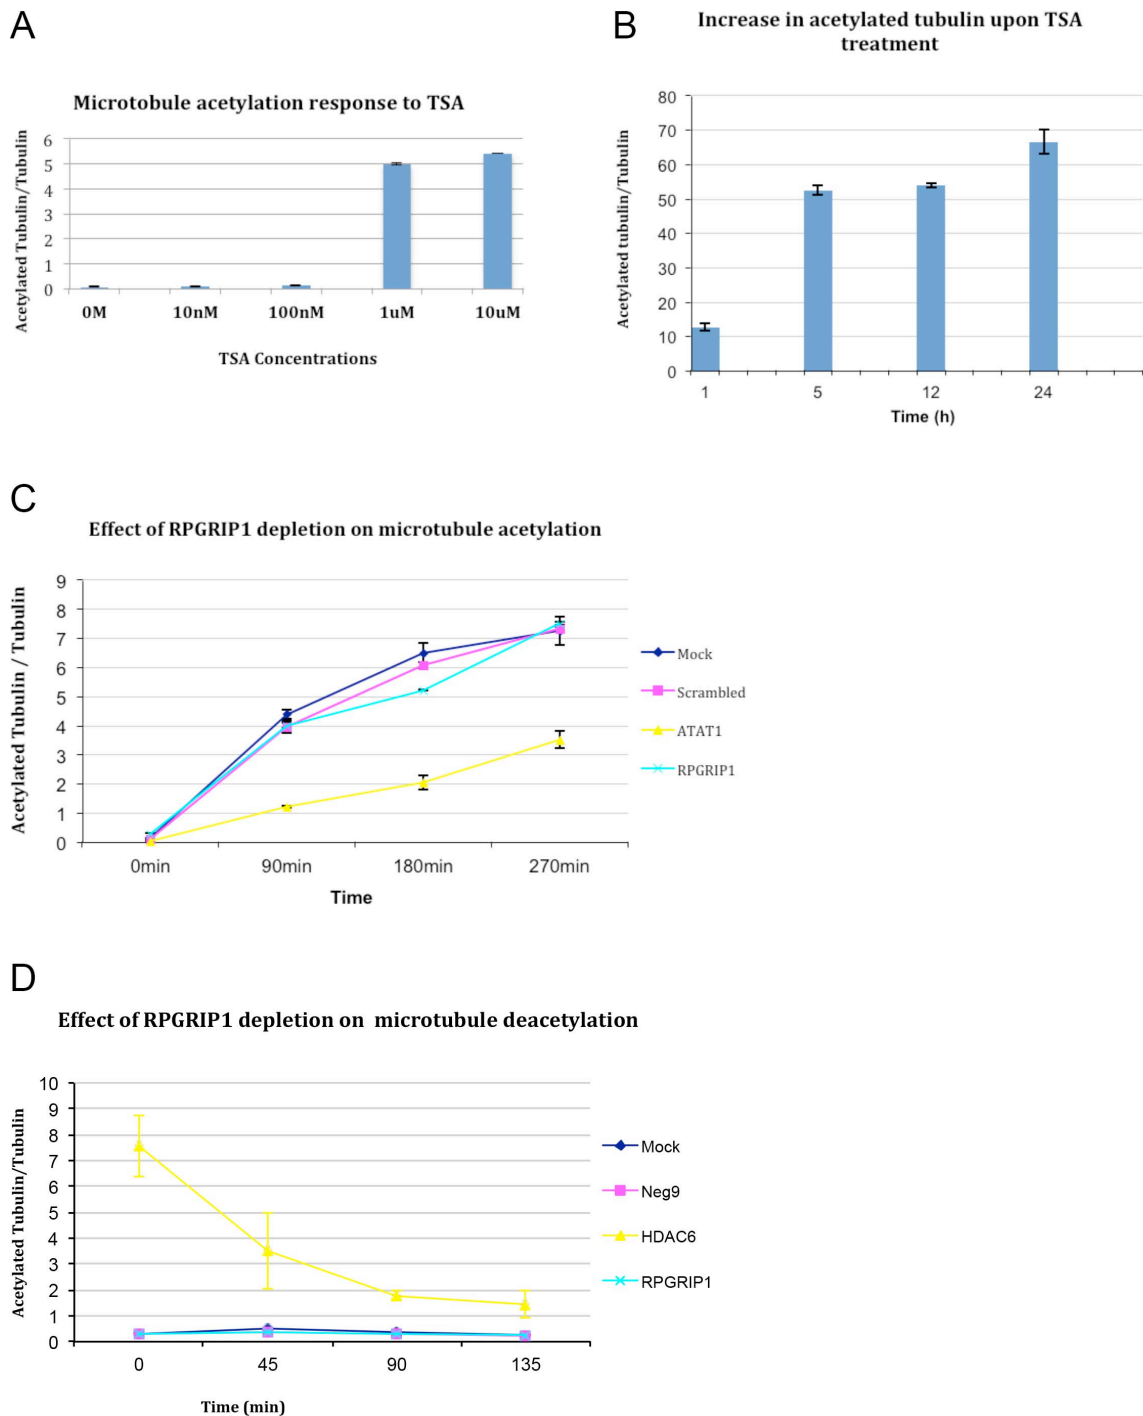 A
Microtobule acetylation response to TSA
Acetylated Tubulin/Tubulin
6
5
4
3
2
1
0
0M 10nM 100nM 1uM 10uM
TSA Concentrations
B
Increase in acetylated tubulin upon TSA
treatment
Acetylated tubulin/Tubulin
80
70
60
50
40
30
20
10
0
1 5 12 24
Time (h)
C
Effect of RPGRIP1 depletion on microtubule acetylation
Acetylated Tubulin / Tubulin
9
8
7
6
5
4
3
2
1
0
0min 90min 180min 270min
Time
Mock
Scrambled
ATAT1
RPGRIP1
D
Effect of RPGRIP1 depletion on microtubule deacetylation
Acetylated Tubulin/Tubulin
10
9
8
7
6
5
4
3
2
1
0
0 45 90 135
Time (min)
Mock
Neg9
HDAC6
RPGRIP1